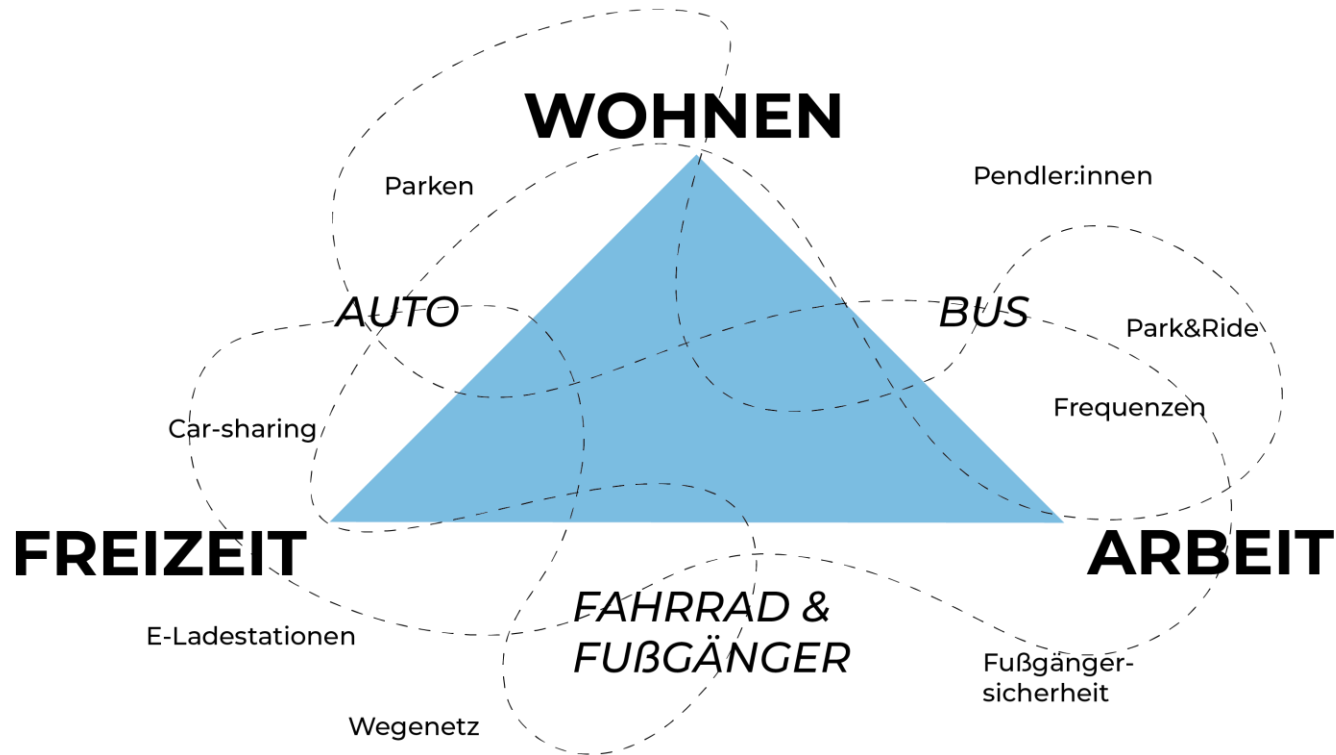 WOHNEN
Parken
Pendler:innen
AUTO
BUS
Park&Ride
Frequenzen
Car-sharing
FREIZEIT
ARBEIT
FAHRRAD &
FUßGÄNGER
E-Ladestationen
Fußgänger-
sicherheit
Wegenetz